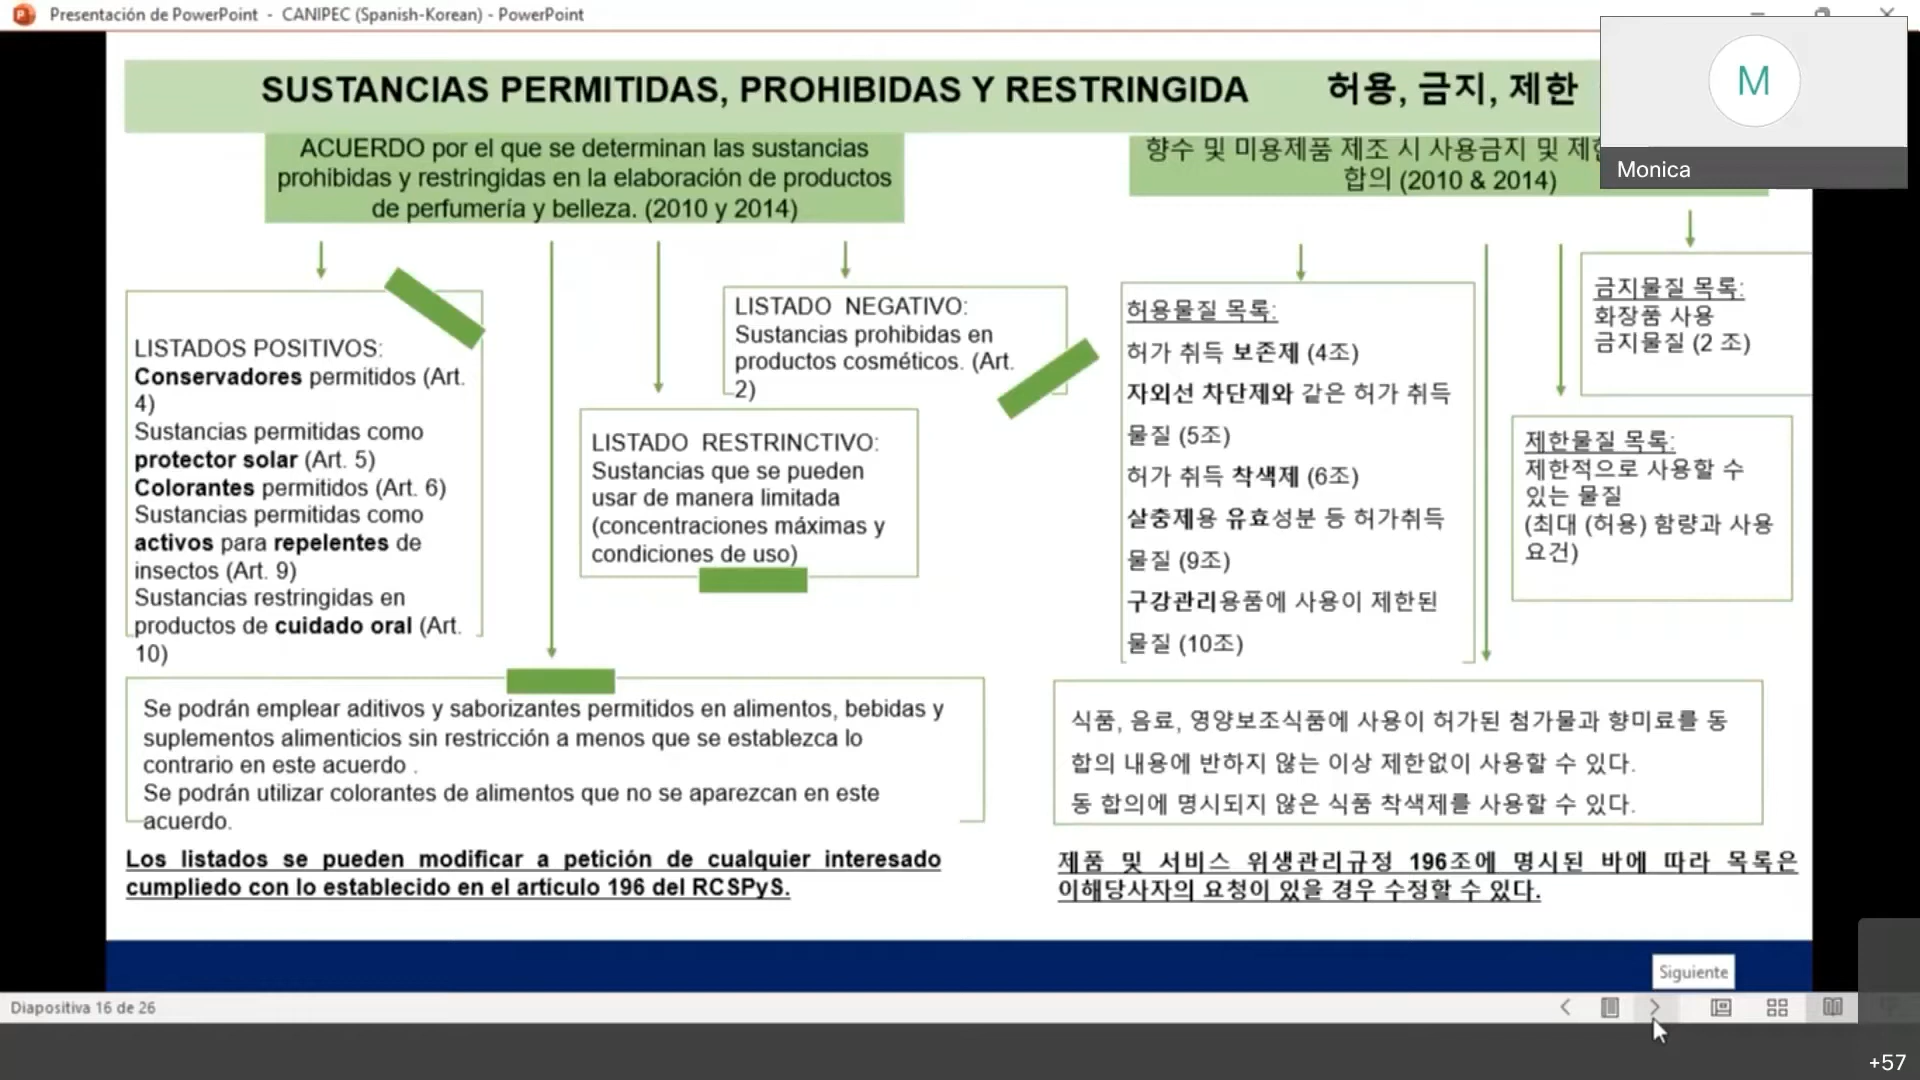 Presentación de PowerPoint - CANIPEC (Spanish-Korean) - PowerPoint
SUSTANCIAS PERMITIDAS, PROHIBIDAS Y RESTRINGIDA 허용, 금지, 제한
M
Monica
ACUERDO por el que se determinan las sustancias
prohibidas y restringidas en la elaboración de productos
de perfumería y belleza. (2010 y 2014)
LISTADOS POSITIVOS:
Conservadores permitidos (Art.
4)
Sustancias permitidas como
protector solar (Art. 5)
Colorantes permitidos (Art. 6)
Sustancias permitidas como
activos para repelentes de
insectos (Art. 9)
Sustancias restringidas en
productos de cuidado oral (Art.
10)
LISTADO RESTRINCTIVO:
Sustancias que se pueden
usar de manera limitada
(concentraciones máximas y
condiciones de uso)
LISTADO NEGATIVO:
Sustancias prohibidas en
productos cosméticos. (Art.
2)
Se podrán emplear aditivos y saborizantes permitidos en alimentos, bebidas y
suplementos alimenticios sin restricción a menos que se establezca lo
contrario en este acuerdo .
Se podrán utilizar colorantes de alimentos que no se aparezcan en este
acuerdo.
Los listados se pueden modificar a petición de cualquier interesado
cumpliedo con lo establecido en el artículo 196 del RCSPyS.
향수 및 미용제품 제조 시 사용금지 및
합의 (2010 & 2014)
허용물질 목록:
허가 취득 보존제 (4조)
자외선 차단제와 같은 허가 취득
물질 (5조)
허가 취득 착색제 (6조)
살충제용 유효성분 등 허가취득
물질 (9조)
구강관리용품에 사용이 제한된
물질 (10조)
금지물질 목록:
화장품 사용
금지물질 (2 조)
제한물질 목록:
제한적으로 사용할 수
있는 물질
(최대 (허용) 함량과 사용
요건)
식품, 음료, 영양보조식품에 사용이 허가된 첨가물과 향미료를 동
합의 내용에 반하지 않는 이상 제한없이 사용할 수 있다.
동 합의에 명시되지 않은 식품 착색제를 사용할 수 있다.
제품 및 서비스 위생관리규정 196조에 명시된 바에 따라 목록은
이해당사자의 요청이 있을 경우 수정할 수 있다.
Siguiente
Diapositiva 16 de 26
+57